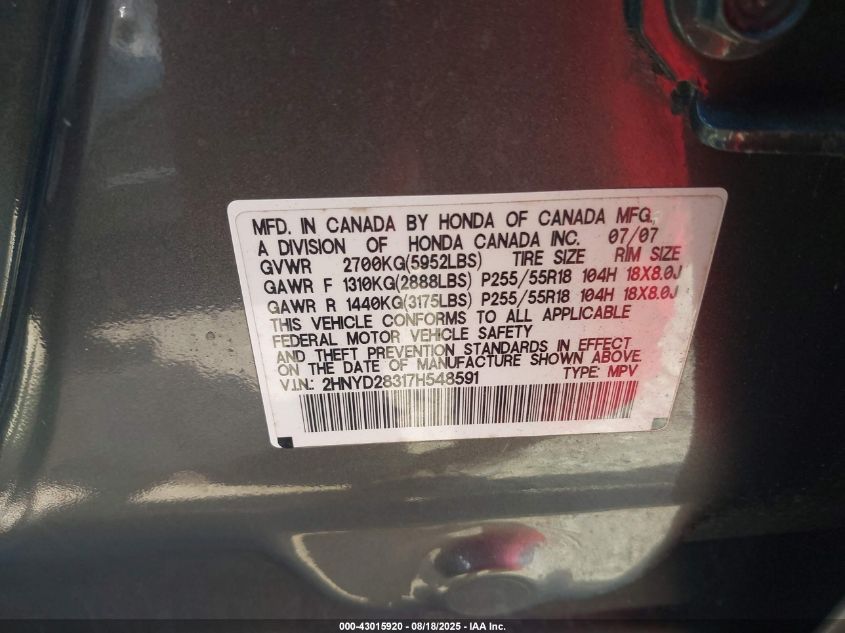 MFD. IN CANADA BY HONDA OF CANADA MFG.,
A DIVISION OF HONDA CANADA INC. 07/07
GVWR 2700KG(5952LBS) TIRE SIZE RIM SIZE
GAWR F 1310KG(2888LBS) P255/55R18 104H 18X8.0J
GAWR R 1440KG(3175LBS) P255/55R18 104H 18X8.0J
THIS VEHICLE CONFORMS TO ALL APPLICABLE
FEDERAL MOTOR VEHICLE SAFETY
AND THEFT PREVENTION STANDARDS IN EFFECT
ON THE DATE OF MANUFACTURE SHOWN ABOVE.
V.I.N.: 2HNYD28317H548591 TYPE: MPV
000-43015920 - 08/18/2025 - IAA Inc.